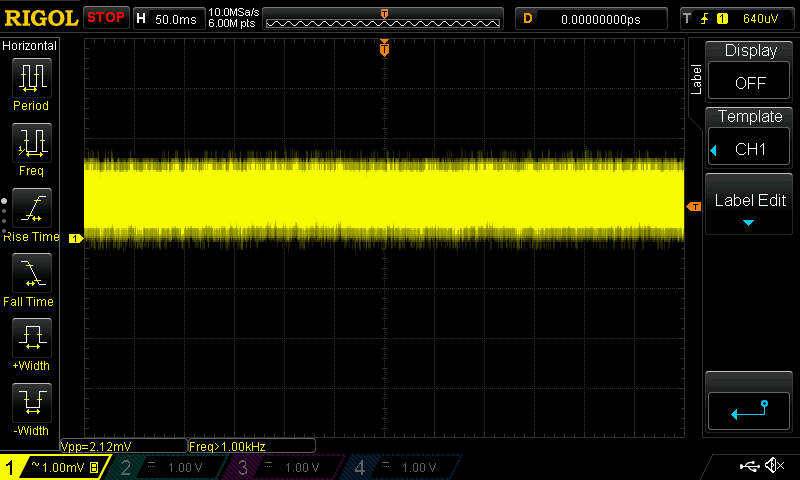 RIGOL STOP H 50.0ms 10.0MSa/s 6.00M pts T D 0.00000000ps T 1 640uV
Horizontal
Period
Freq
Rise Time
Fall Time
+Width
-Width
T
1
T
Vpp=2.12mV Freq>1.00kHz
Label
Display
OFF
Template
CH1
Label Edit
1 ~ 1.00mV B 2 1.00 V 3 1.00 V 4 1.00 V